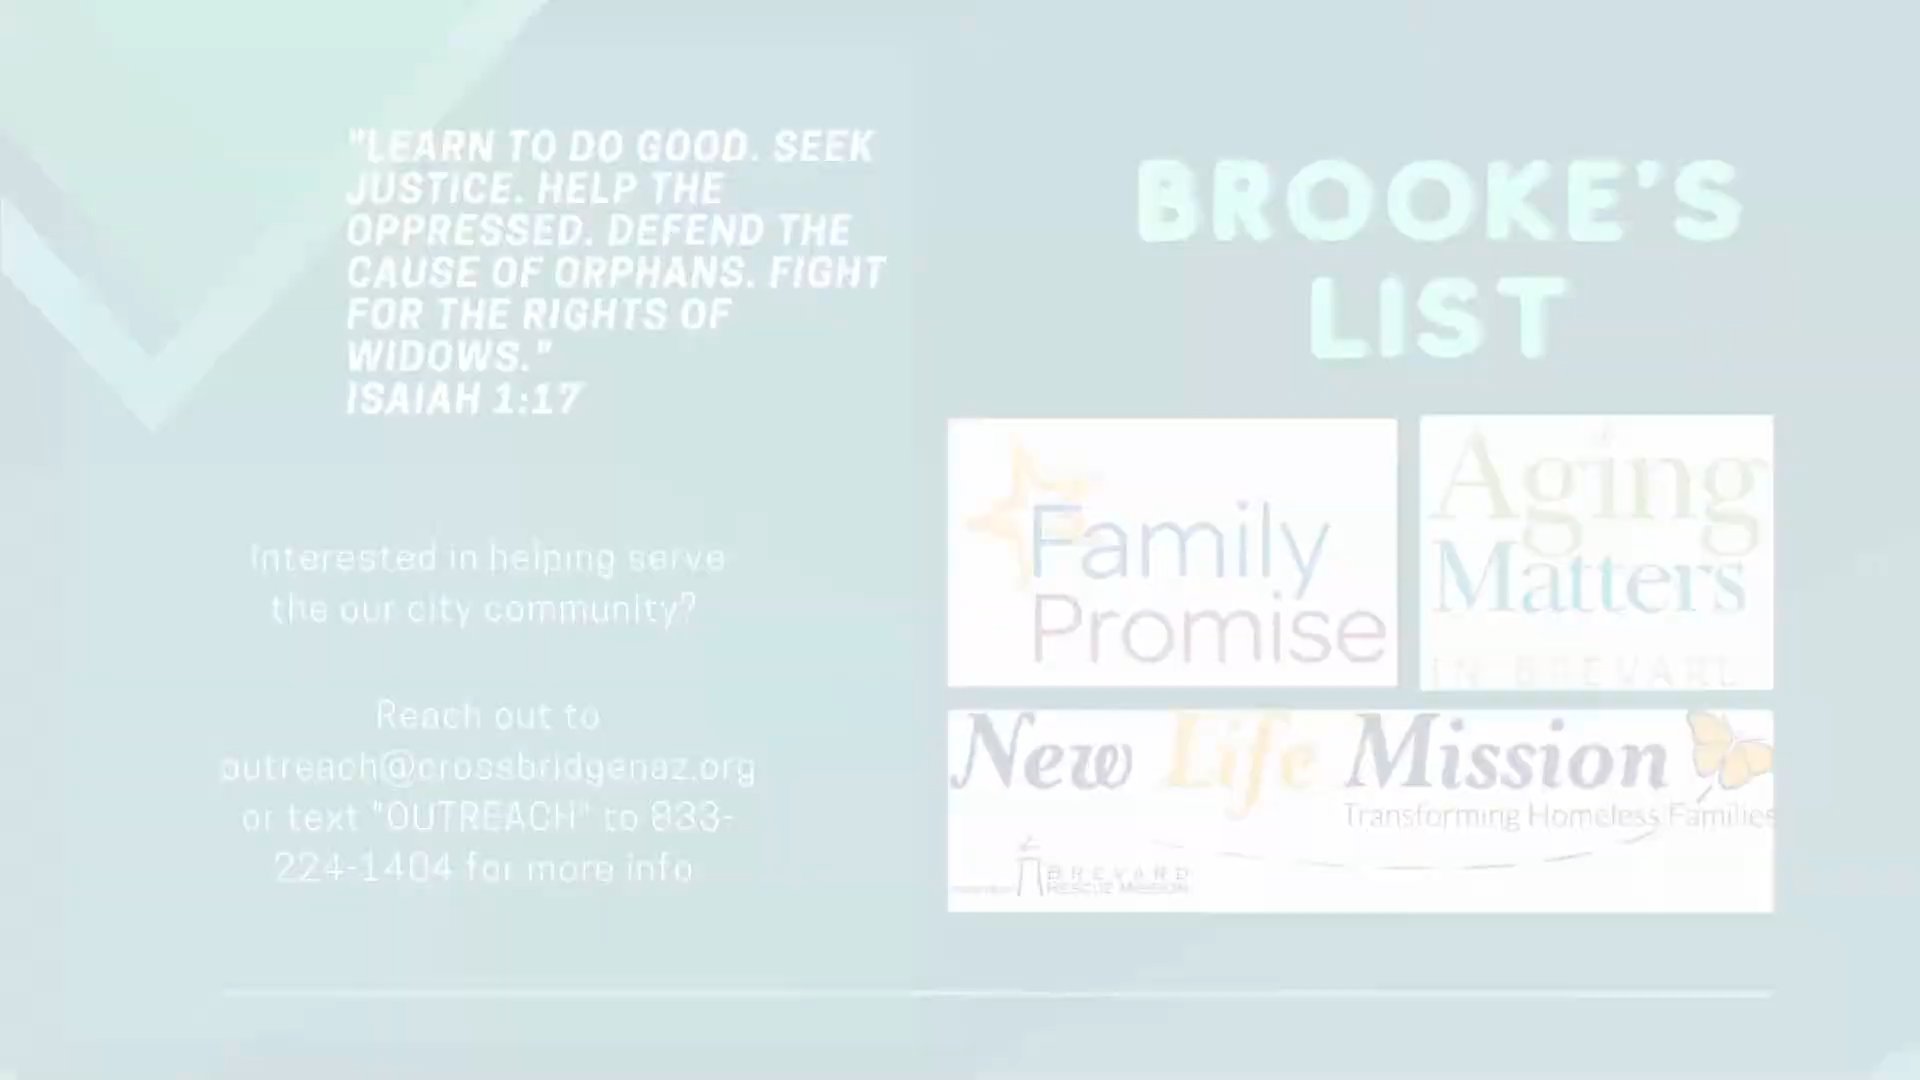 "LEARN TO DO GOOD. SEEK
JUSTICE. HELP THE
OPPRESSED. DEFEND THE
CAUSE OF ORPHANS. FIGHT
FOR THE RIGHTS OF
WIDOWS."
ISAIAH 1:17
Interested in helping serve
the our city community?
Reach out to
outreach@crossbridgenaz.org
or text "OUTREACH" to 833-
224-1404 for more info
BROOKE'S
LIST
Family
Promise
Aging
Matters
IN BREVARD
New Life Mission
Transforming Homeless Families
BREVARD
RESCUE MISSION